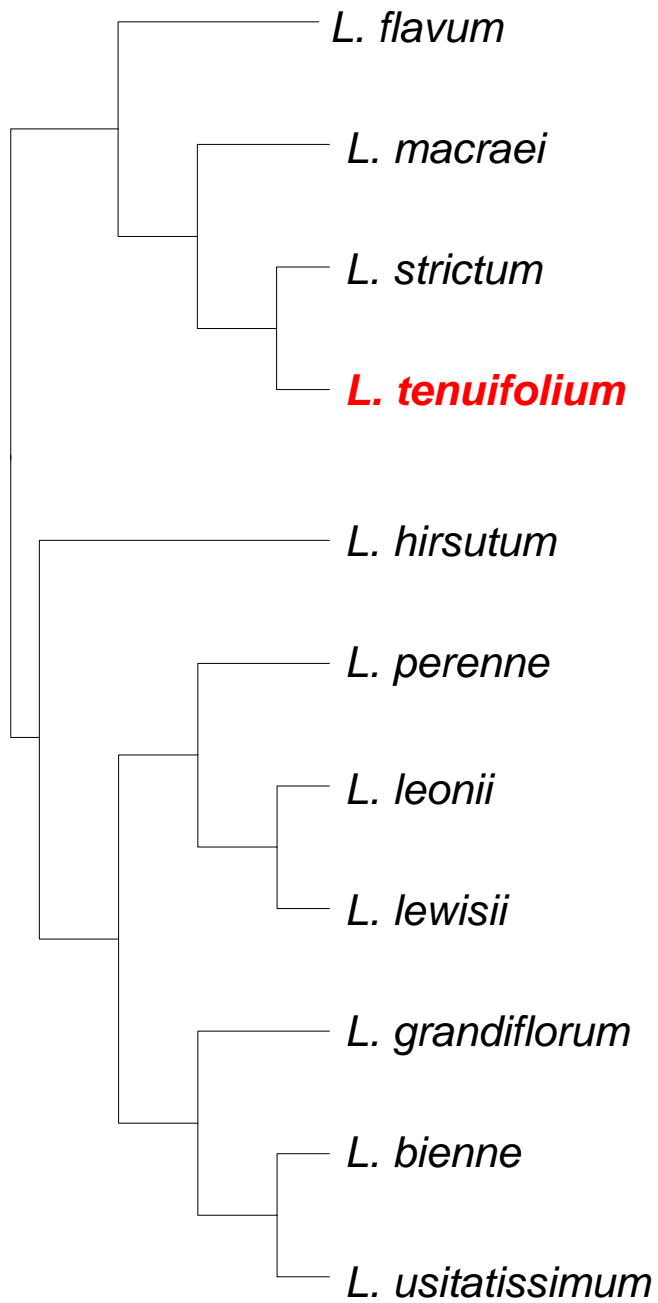 L. flavum
L. macraei
L. strictum
L. tenuifolium
L. hirsutum
L. perenne
L. leonii
L. lewisii
L. grandiflorum
L. bienne
L. usitatissimum